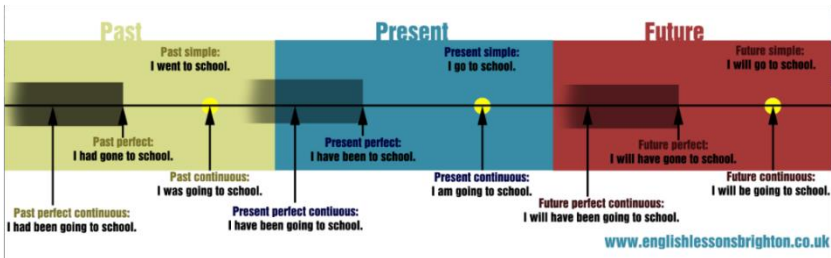 Past
Present
Future
Past simple:
I went to school.
Present simple:
I go to school.
Future simple:
I will go to school.
Past perfect:
I had gone to school.
Present perfect:
I have been to school.
Future perfect:
I will have gone to school.
Past continuous:
I was going to school.
Present continuous:
I am going to school.
Future continuous:
I will be going to school.
Past perfect continuous:
I had been going to school.
Present perfect contiuous:
I have been going to school.
Future perfect continuous:
I will have been going to school.
www.englishlessonsbrighton.co.uk